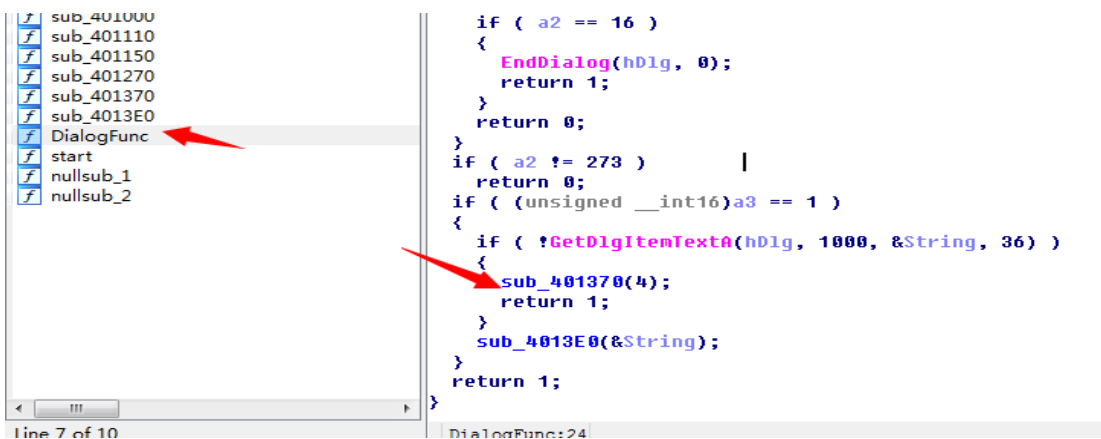 f sub_401000
f sub_401110
f sub_401150
f sub_401270
f sub_401370
f sub_4013E0
f DialogFunc
f start
f nullsub_1
f nullsub_2
Line 7 of 10
if ( a2 == 16 )
{
EndDialog(hDlg, 0);
return 1;
}
return 0;
}
if ( a2 != 273 )
return 0;
if ( (unsigned __int16)a3 == 1 )
{
if ( !GetDlgItemTextA(hDlg, 1000, &String, 36) )
{
sub_401370(4);
return 1;
}
sub_4013E0(&String);
}
return 1;
}
DialogFunc:24